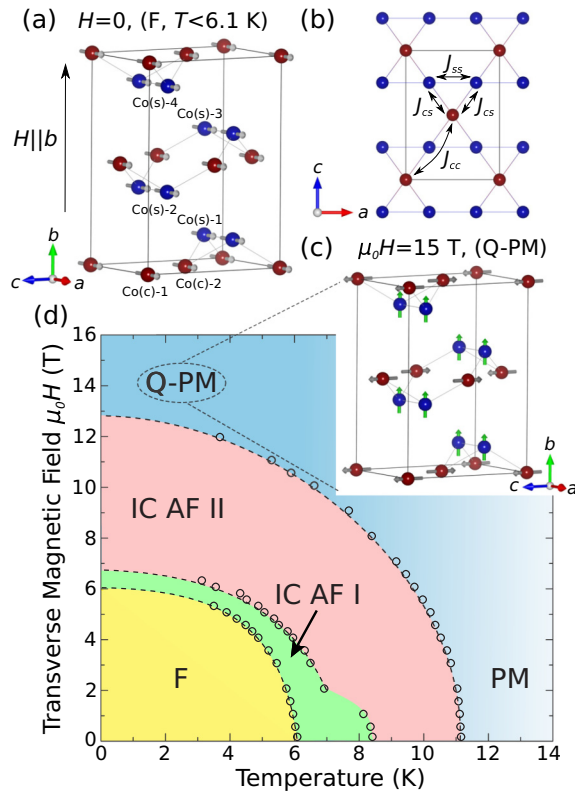 (a) H=0, (F, T<6.1 K)
Co(s)-4
Co(s)-3
H||b
Co(s)-2
Co(s)-1
b
c
a
Co(c)-1
Co(c)-2
(b)
J_ss
J_cs
J_cs
J_cc
c
a
(c)
μ₀H=15 T, (Q-PM)
b
c
a
(d)
Transverse Magnetic Field μ₀H (T)
16
14
12
10
8
6
4
2
0
Q-PM
IC AF II
IC AF I
F
PM
0 2 4 6 8 10 12 14
Temperature (K)